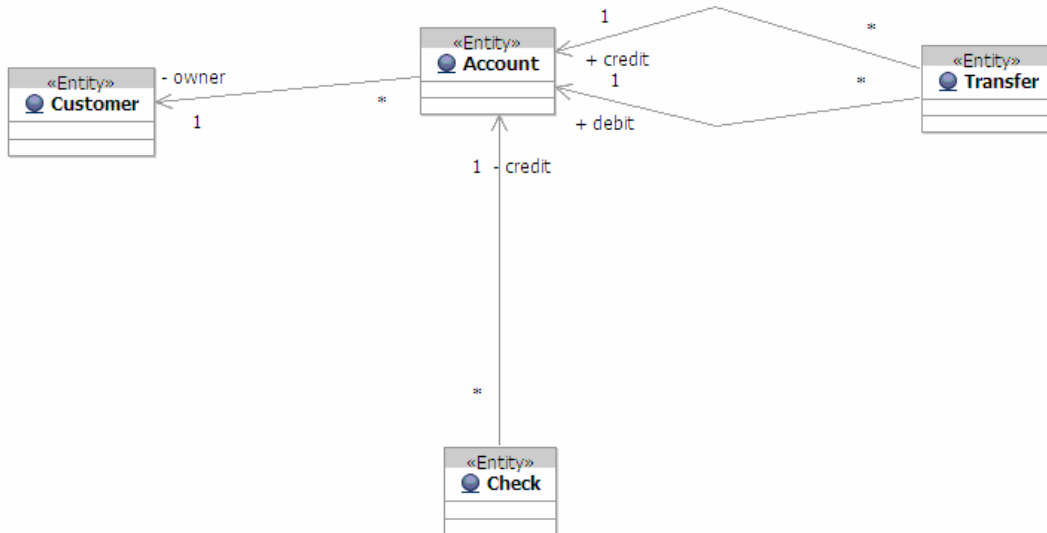 «Entity»
Customer
- owner
1
*
«Entity»
Account
1
+ credit
1
+ debit
*
*
«Entity»
Transfer
1 - credit
*
«Entity»
Check